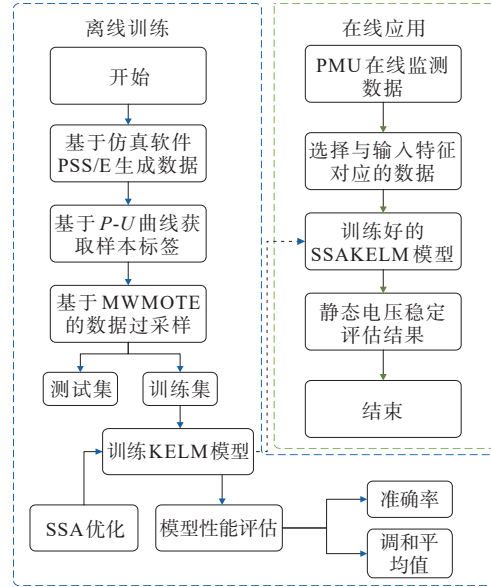 离线训练
开始
基于仿真软件
PSS/E生成数据
基于P-U曲线获
取样本标签
基于MWMOTE
的数据过采样
测试集
训练集
训练KELM模型
SSA优化
模型性能评估
准确率
调和平
均值
在线应用
PMU在线监测
数据
选择与输入特征
对应的数据
训练好的
SSAKELM模型
静态电压稳定
评估结果
结束